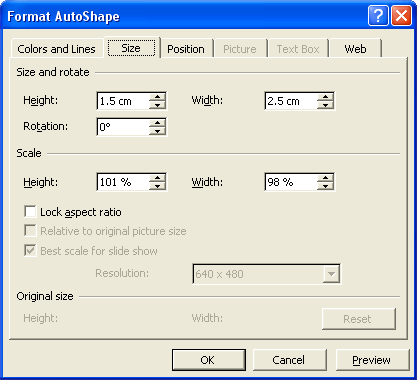 Format AutoShape
Colors and Lines Size Position Picture Text Box Web
Size and rotate
Height: 1.5 cm Width: 2.5 cm
Rotation: 0°
Scale
Height: 101 % Width: 98 %
Lock aspect ratio
Relative to original picture size
Best scale for slide show
Resolution: 640 x 480
Original size
Height: Width: Reset
OK Cancel Preview